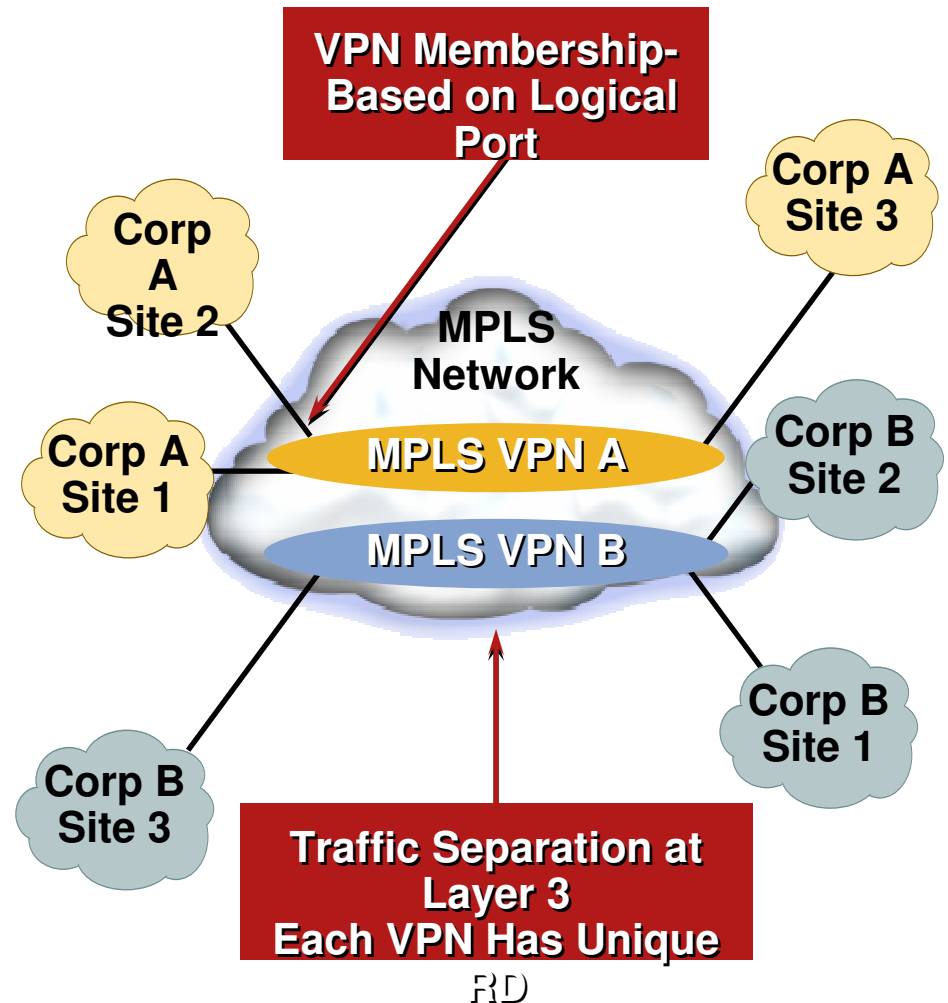 VPN Membership-
Based on Logical
Port
Corp A
Site 3
Corp
A
Site 2
MPLS
Network
Corp A
Site 1
MPLS VPN A
Corp B
Site 2
MPLS VPN B
Corp B
Site 1
Corp B
Site 3
Traffic Separation at
Layer 3
Each VPN Has Unique
RD